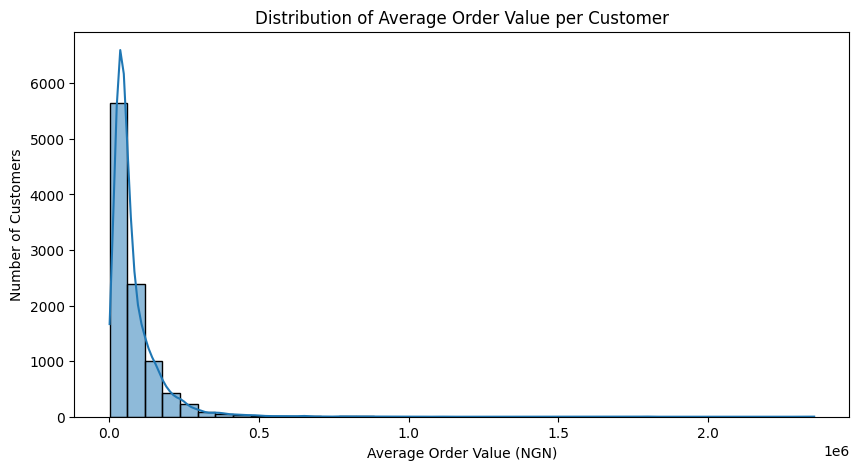 Distribution of Average Order Value per Customer
6000
5000
4000
3000
2000
1000
0
Number of Customers
0.0 0.5 1.0 1.5 2.0
1e6
Average Order Value (NGN)